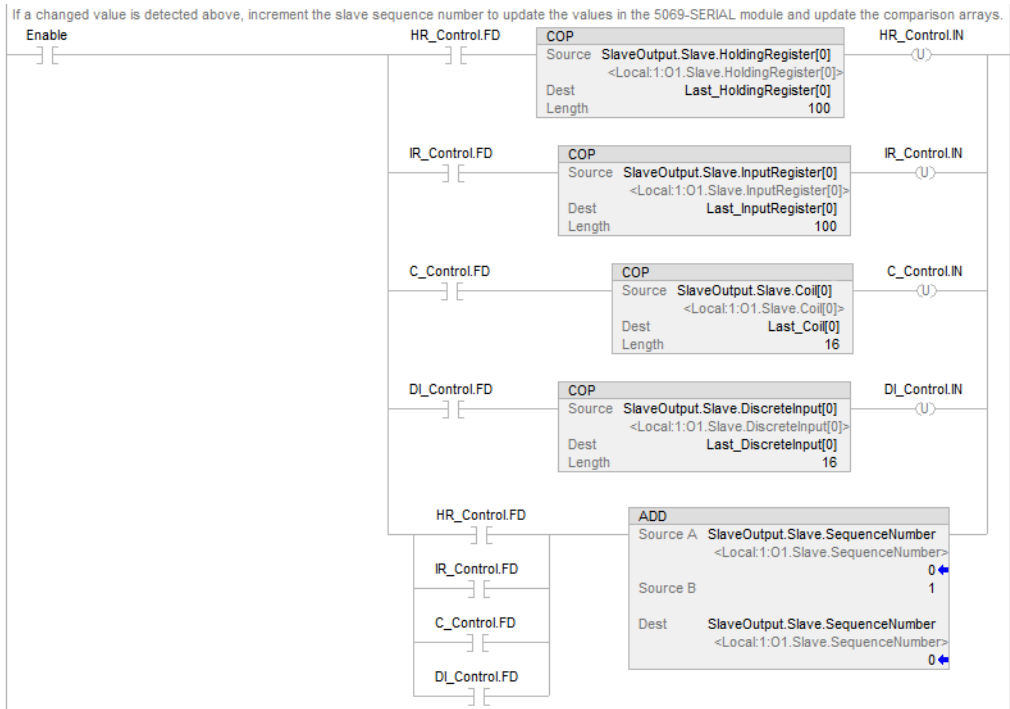 If a changed value is detected above, increment the slave sequence number to update the values in the 5069-SERIAL module and update the comparison arrays.
Enable
HR_Control.FD
COP
Source SlaveOutput.Slave.HoldingRegister[0]
<Local:1:O1.Slave.HoldingRegister[0]>
Dest Last_HoldingRegister[0]
Length 100
HR_Control.IN
U
IR_Control.FD
COP
Source SlaveOutput.Slave.InputRegister[0]
<Local:1:O1.Slave.InputRegister[0]>
Dest Last_InputRegister[0]
Length 100
IR_Control.IN
U
C_Control.FD
COP
Source SlaveOutput.Slave.Coil[0]
<Local:1:O1.Slave.Coil[0]>
Dest Last_Coil[0]
Length 16
C_Control.IN
U
DI_Control.FD
COP
Source SlaveOutput.Slave.DiscreteInput[0]
<Local:1:O1.Slave.DiscreteInput[0]>
Dest Last_DiscreteInput[0]
Length 16
DI_Control.IN
U
HR_Control.FD
IR_Control.FD
C_Control.FD
DI_Control.FD
ADD
Source A SlaveOutput.Slave.SequenceNumber
<Local:1:O1.Slave.SequenceNumber>
0
Source B 1
Dest SlaveOutput.Slave.SequenceNumber
<Local:1:O1.Slave.SequenceNumber>
0